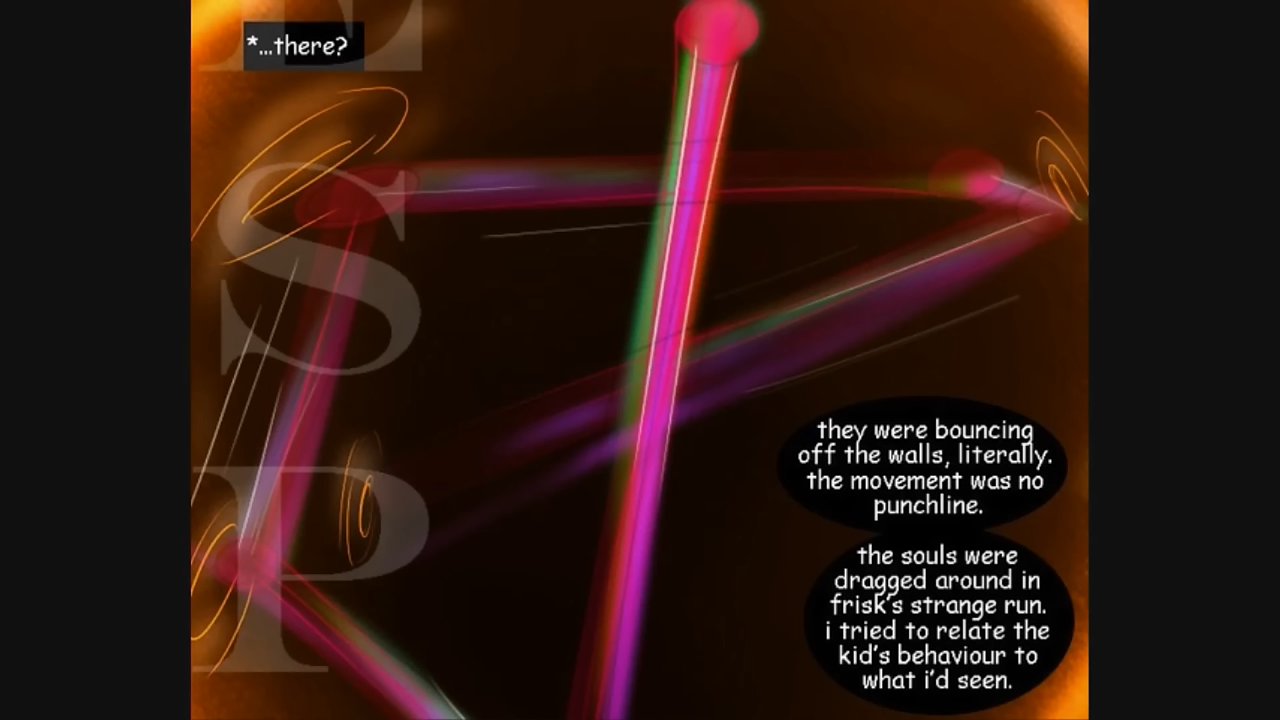 E
*...there?
S
P
they were bouncing
off the walls, literally.
the movement was no
punchline.
the souls were
dragged around in
frisk's strange run.
i tried to relate the
kid's behaviour to
what i'd seen.